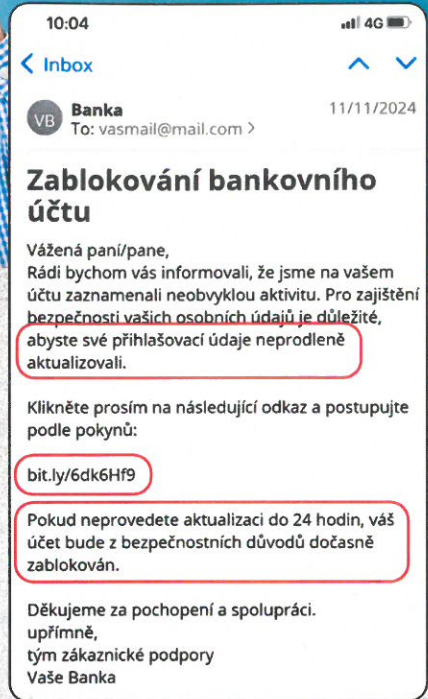 10:04
4G
Inbox
VB
Banka
11/11/2024
To: vasmail@mail.com >
Zablokování bankovního
účtu
Vážená paní/pane,
Rádi bychom vás informovali, že jsme na vašem
účtu zaznamenali neobvyklou aktivitu. Pro zajištění
bezpečnosti vašich osobních údajů je důležité,
abyste své přihlašovací údaje neprodleně
aktualizovali.
Klikněte prosím na následující odkaz a postupujte
podle pokynů:
bit.ly/6dk6Hf9
Pokud neprovedete aktualizaci do 24 hodin, váš
účet bude z bezpečnostních důvodů dočasně
zablokován.
Děkujeme za pochopení a spolupráci.
upřímně,
tým zákaznické podpory
Vaše Banka